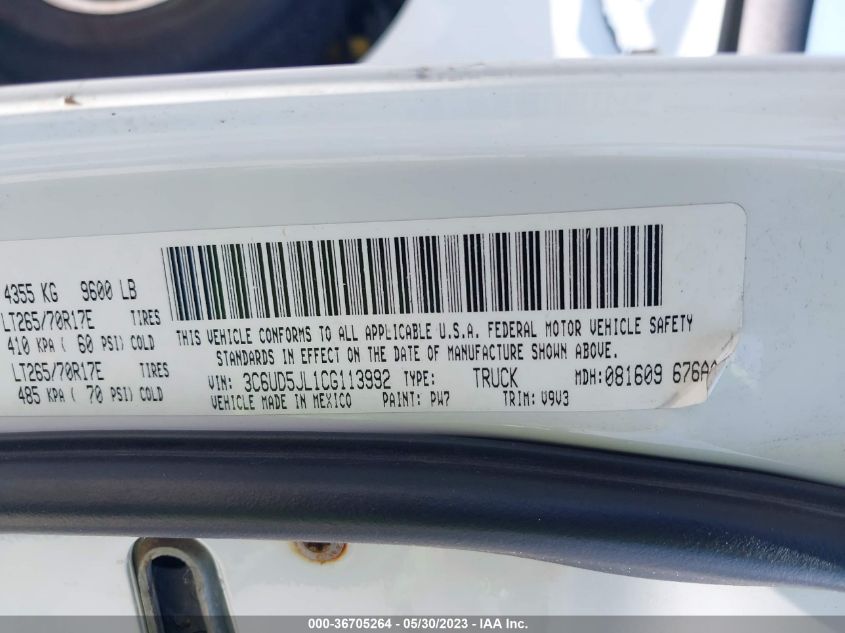 4355 KG 9600 LB
LT265/70R17E TIRES
410 KPA ( 60 PSI) COLD
LT265/70R17E TIRES
485 KPA ( 70 PSI) COLD
THIS VEHICLE CONFORMS TO ALL APPLICABLE U.S.A. FEDERAL MOTOR VEHICLE SAFETY
STANDARDS IN EFFECT ON THE DATE OF MANUFACTURE SHOWN ABOVE.
VIN: 3C6UD5JL1CG113992 TYPE: TRUCK MDH: 081609
VEHICLE MADE IN MEXICO PAINT: PW7 TRIM: V9V3
000-36705264 - 05/30/2023 - © IAA, Inc.